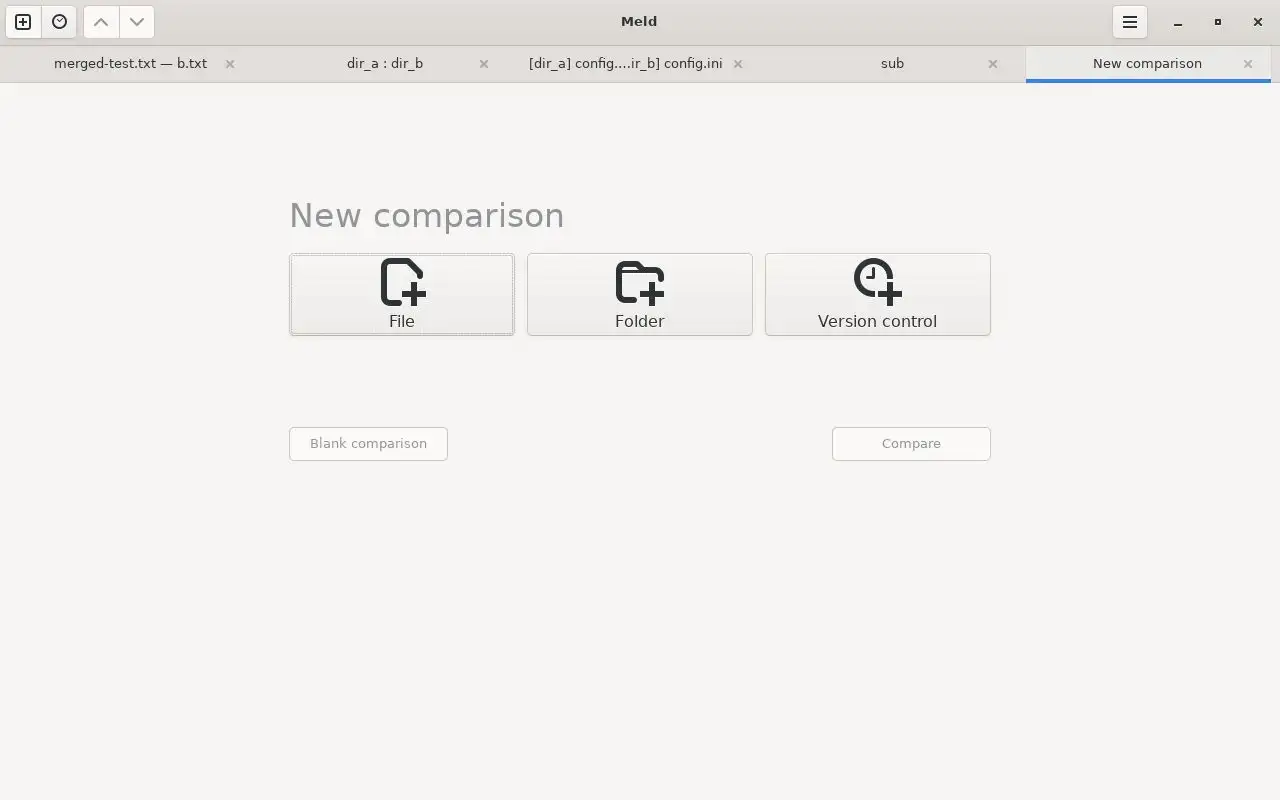 Meld
merged-test.txt — b.txt
dir_a : dir_b
[dir_a] config.…ir_b] config.ini
sub
New comparison
New comparison
File
Folder
Version control
Blank comparison
Compare